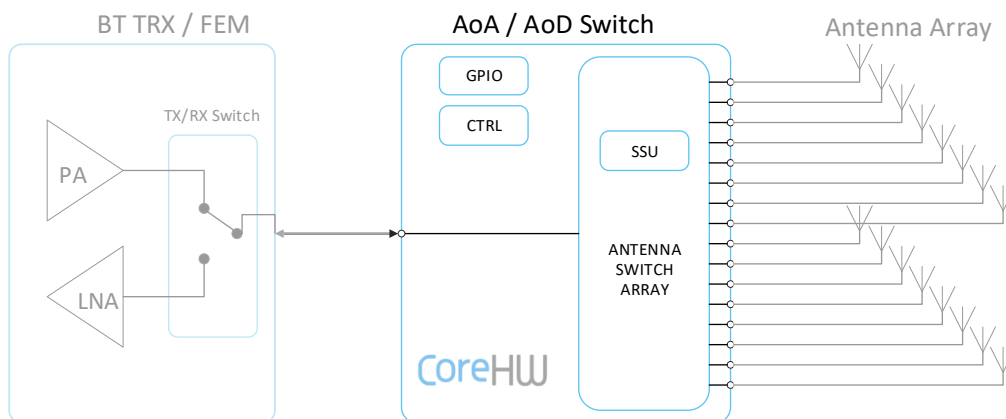 BT TRX / FEM
AoA / AoD Switch
Antenna Array
GPIO
CTRL
TX/RX Switch
SSU
PA
LNA
ANTENNA
SWITCH
ARRAY
CoreHW